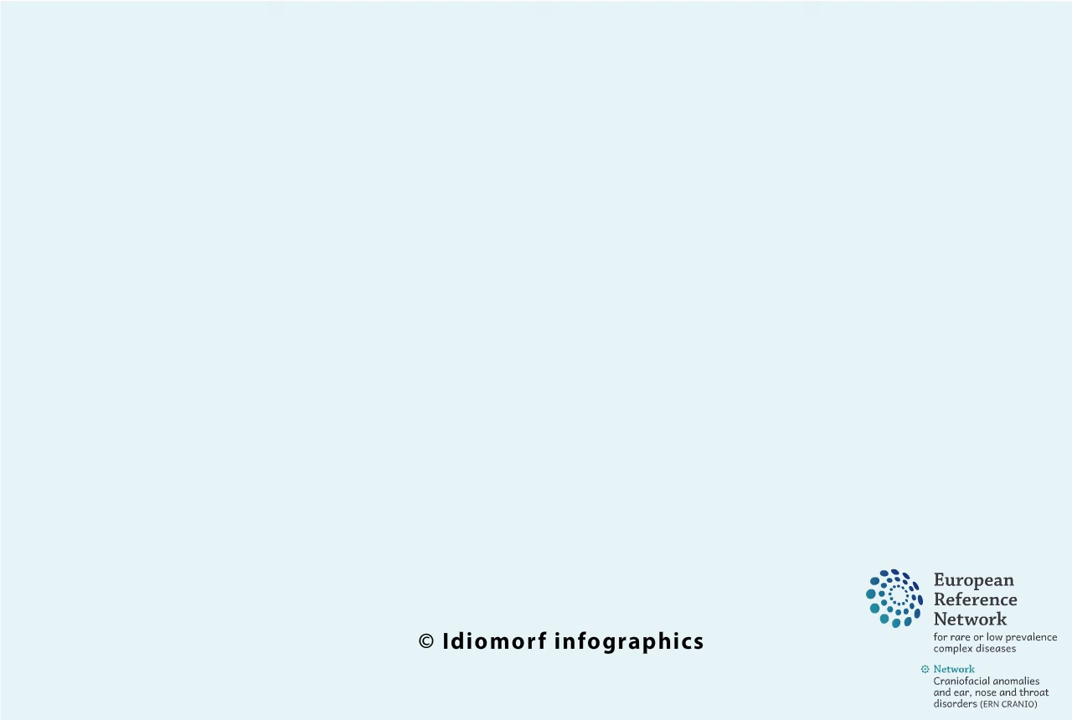 © Idiomorf infographics
European
Reference
Network
for rare or low prevalence
complex diseases
Network
Craniofacial anomalies
and ear, nose and throat
disorders (ERN CRANIO)